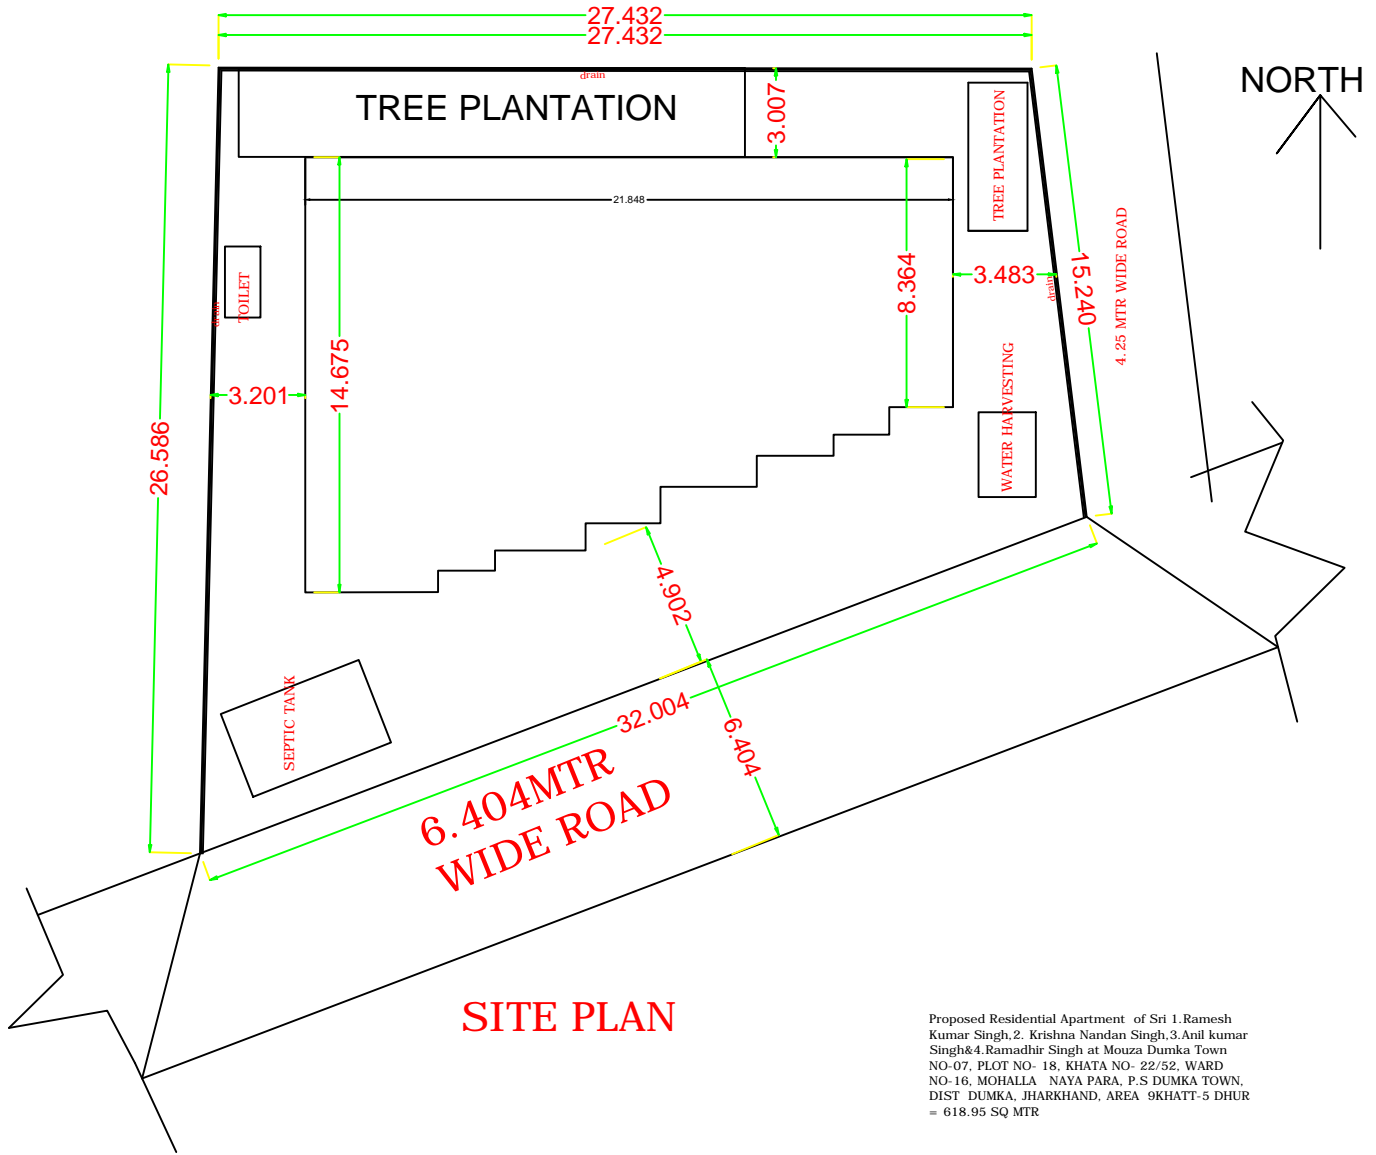 27.432
27.432
drain
TREE PLANTATION
3.007
TREE PLANTATION
NORTH
21.848
8.364
3.483
drain
15.240
4.25 MTR WIDE ROAD
TOILET
drain
14.675
3.201
26.586
WATER HARVESTING
4.902
SEPTIC TANK
32.004
6.404
6.404MTR
WIDE ROAD
SITE PLAN
Proposed Residential Apartment of Sri 1.Ramesh
Kumar Singh,2. Krishna Nandan Singh,3.Anil kumar
Singh&4.Ramadhir Singh at Mouza Dumka Town
NO-07, PLOT NO- 18, KHATA NO- 22/52, WARD
NO-16, MOHALLA NAYA PARA, P.S DUMKA TOWN,
DIST DUMKA, JHARKHAND, AREA 9KHATT-5 DHUR
= 618.95 SQ MTR